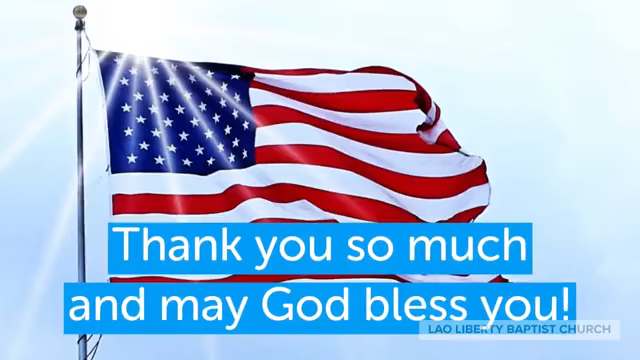 Thank you so much
and may God bless you!
LAO LIBERTY BAPTIST CHURCH